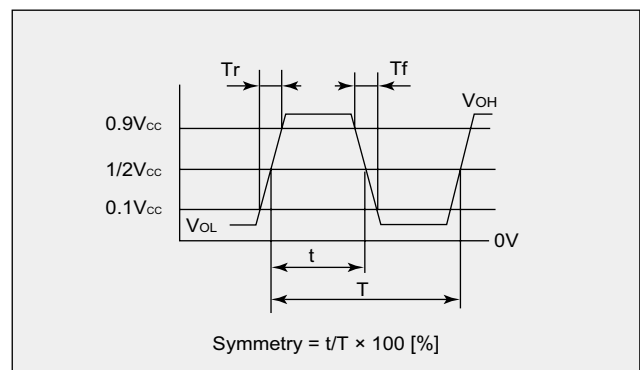 Tr
Tf
VOH
0.9Vcc
1/2Vcc
0.1Vcc
VOL
0V
t
T
Symmetry = t/T × 100 [%]